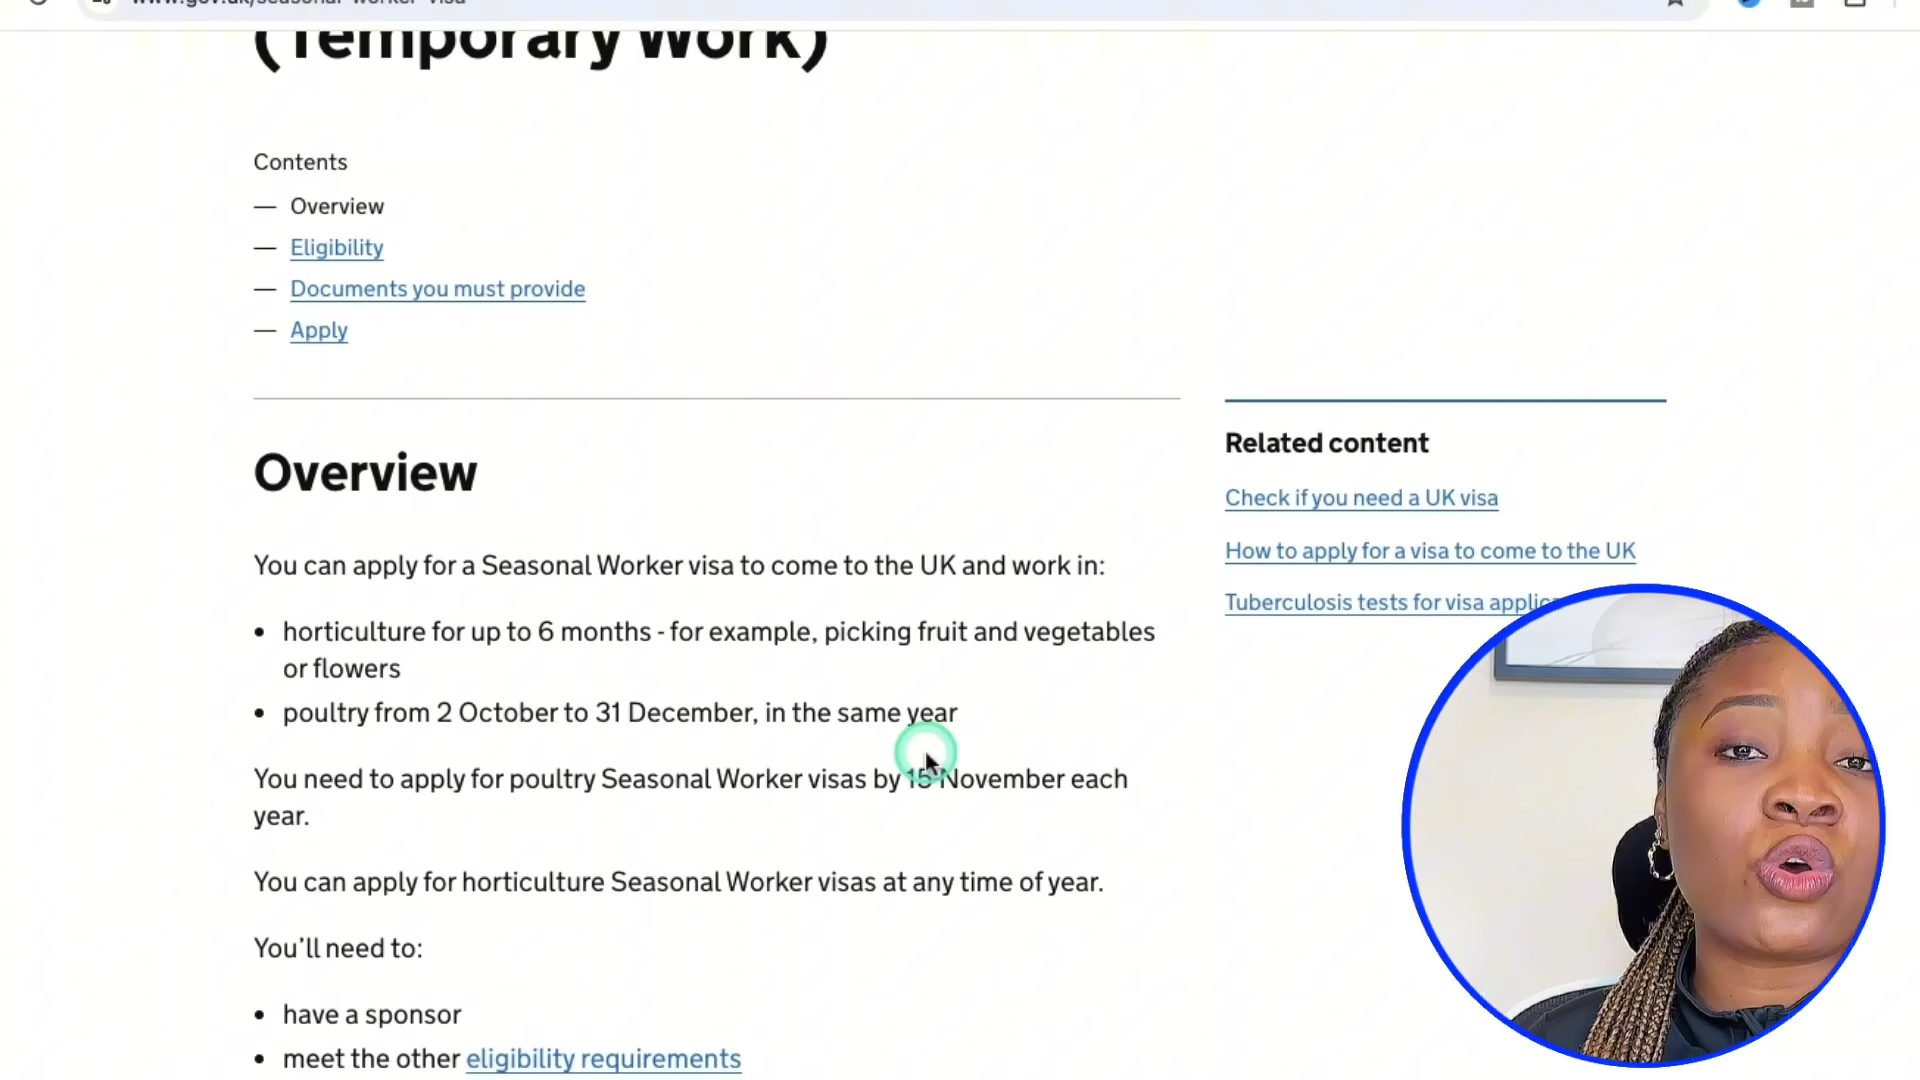 www.gov.uk/seasonal-worker-visa
(Temporary Work)
Contents
— Overview
— Eligibility
— Documents you must provide
— Apply
Overview
You can apply for a Seasonal Worker visa to come to the UK and work in:
• horticulture for up to 6 months - for example, picking fruit and vegetables
or flowers
• poultry from 2 October to 31 December, in the same year
You need to apply for poultry Seasonal Worker visas by 15 November each
year.
You can apply for horticulture Seasonal Worker visas at any time of year.
You'll need to:
• have a sponsor
• meet the other eligibility requirements
Related content
Check if you need a UK visa
How to apply for a visa to come to the UK
Tuberculosis tests for visa